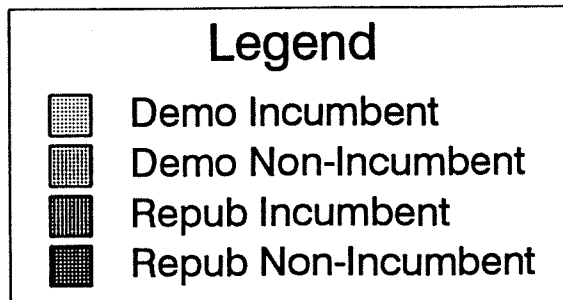 Legend
Demo Incumbent
Demo Non-Incumbent
Repub Incumbent
Repub Non-Incumbent